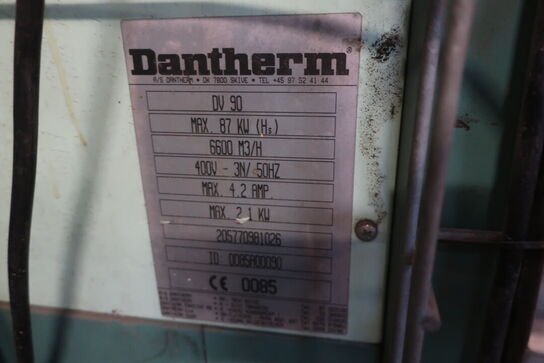 Dantherm®
A/S DANTHERM • DK 7800 SKIVE • TEL +45 97 52 41 44
DV 90
MAX. 87 KW (Hs)
6600 M3/H
400V - 3N/ 50HZ
MAX. 4.2 AMP.
MAX. 2.1 KW
205770981026
ID: 0085A00090
CE 0085